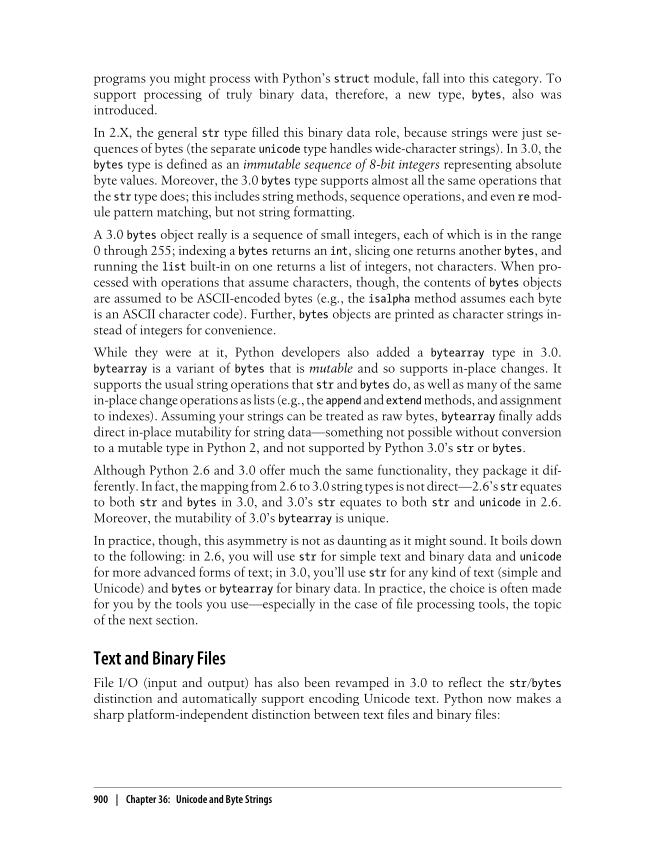 programs you might process with Python's struct module, fall into this category. To
support processing of truly binary data, therefore, a new type, bytes, also was
introduced.
In 2.X, the general str type filled this binary data role, because strings were just se-
quences of bytes (the separate unicode type handles wide-character strings). In 3.0, the
bytes type is defined as an immutable sequence of 8-bit integers representing absolute
byte values. Moreover, the 3.0 bytes type supports almost all the same operations that
the str type does; this includes string methods, sequence operations, and even re mod-
ule pattern matching, but not string formatting.
A 3.0 bytes object really is a sequence of small integers, each of which is in the range
0 through 255; indexing a bytes returns an int, slicing one returns another bytes, and
running the list built-in on one returns a list of integers, not characters. When pro-
cessed with operations that assume characters, though, the contents of bytes objects
are assumed to be ASCII-encoded bytes (e.g., the isalpha method assumes each byte
is an ASCII character code). Further, bytes objects are printed as character strings in-
stead of integers for convenience.
While they were at it, Python developers also added a bytearray type in 3.0.
bytearray is a variant of bytes that is mutable and so supports in-place changes. It
supports the usual string operations that str and bytes do, as well as many of the same
in-place change operations as lists (e.g., the append and extend methods, and assignment
to indexes). Assuming your strings can be treated as raw bytes, bytearray finally adds
direct in-place mutability for string data—something not possible without conversion
to a mutable type in Python 2, and not supported by Python 3.0's str or bytes.
Although Python 2.6 and 3.0 offer much the same functionality, they package it dif-
ferently. In fact, the mapping from 2.6 to 3.0 string types is not direct—2.6's str equates
to both str and bytes in 3.0, and 3.0's str equates to both str and unicode in 2.6.
Moreover, the mutability of 3.0's bytearray is unique.
In practice, though, this asymmetry is not as daunting as it might sound. It boils down
to the following: in 2.6, you will use str for simple text and binary data and unicode
for more advanced forms of text; in 3.0, you'll use str for any kind of text (simple and
Unicode) and bytes or bytearray for binary data. In practice, the choice is often made
for you by the tools you use—especially in the case of file processing tools, the topic
of the next section.
Text and Binary Files
File I/O (input and output) has also been revamped in 3.0 to reflect the str/bytes
distinction and automatically support encoding Unicode text. Python now makes a
sharp platform-independent distinction between text files and binary files:
900 | Chapter 36: Unicode and Byte Strings